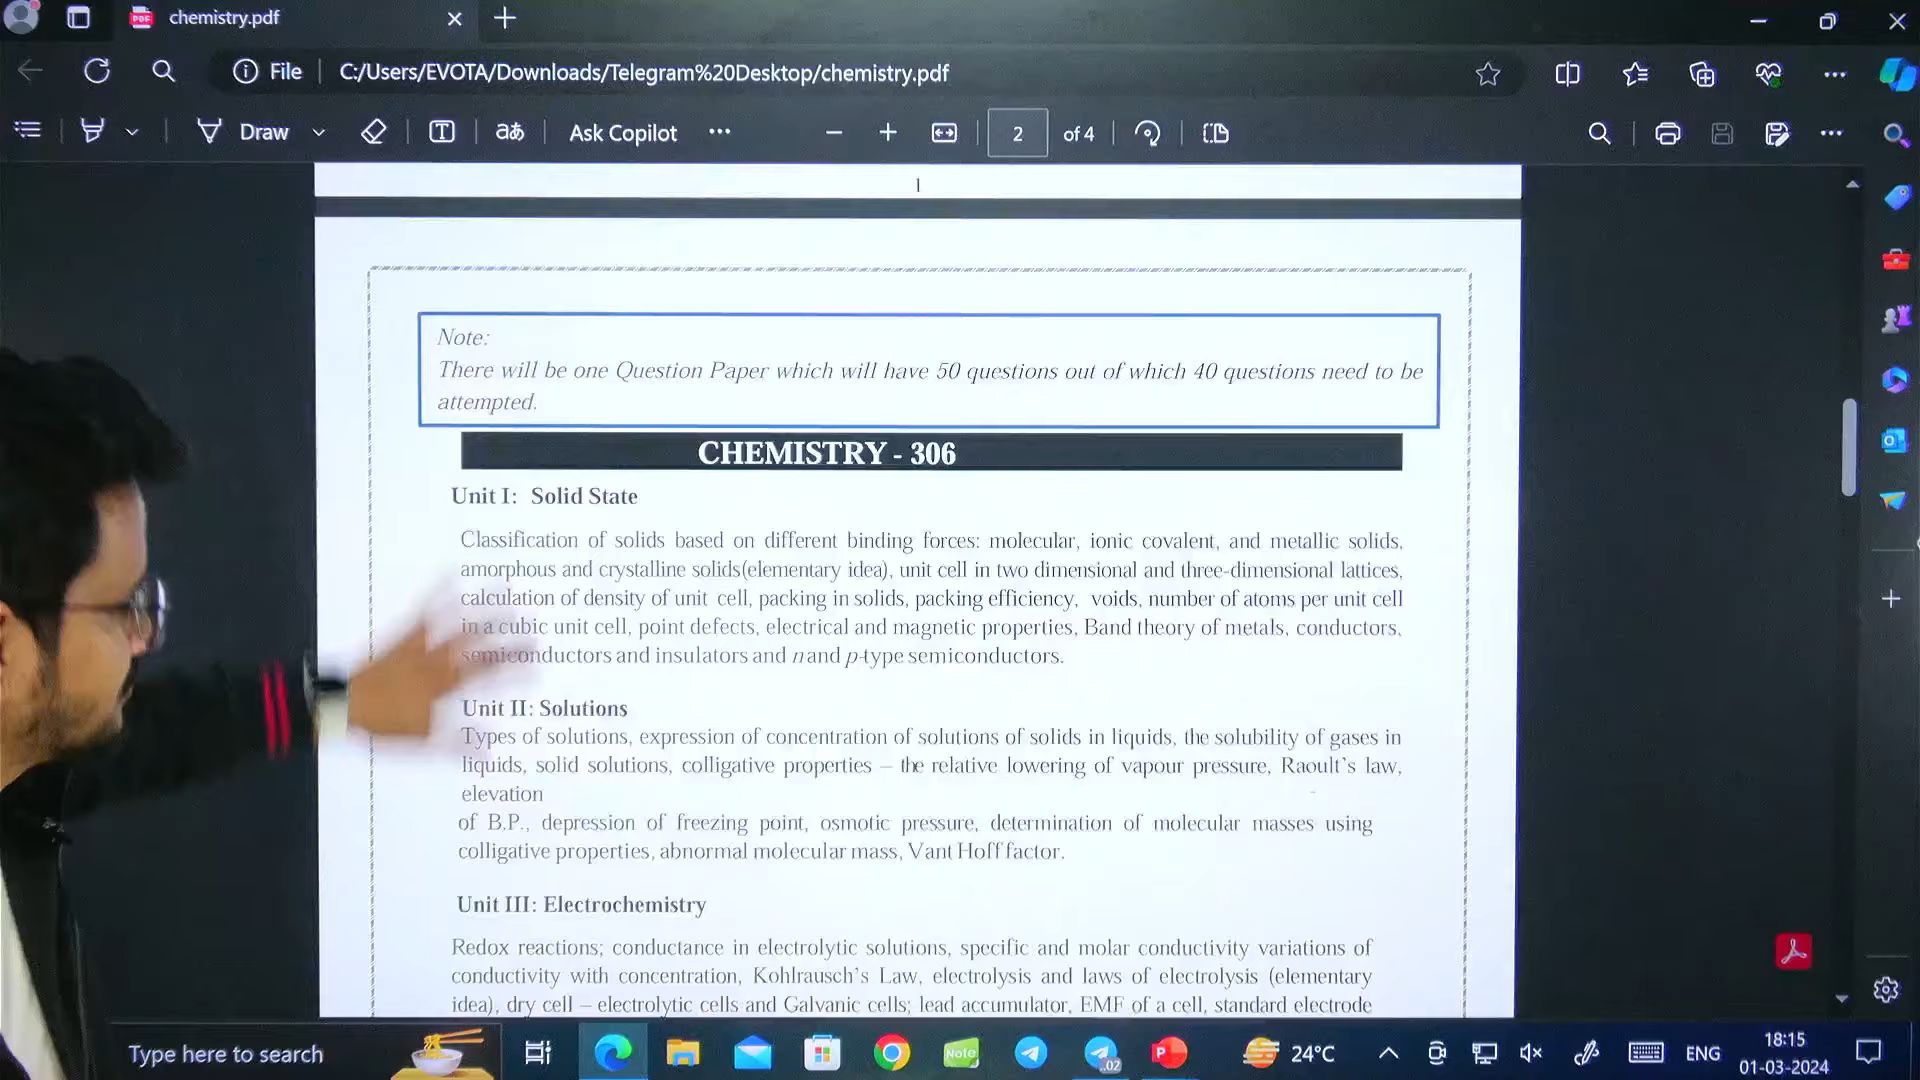 chemistry.pdf
File
C:/Users/EVOTA/Downloads/Telegram%20Desktop/chemistry.pdf
Draw
T
aあ
Ask Copilot
2
of 4
1
Note:
There will be one Question Paper which will have 50 questions out of which 40 questions need to be
attempted.
CHEMISTRY - 306
Unit I: Solid State
Classification of solids based on different binding forces: molecular, ionic covalent, and metallic solids,
amorphous and crystalline solids(elementary idea), unit cell in two dimensional and three-dimensional lattices,
calculation of density of unit cell, packing in solids, packing efficiency, voids, number of atoms per unit cell
in a cubic unit cell, point defects, electrical and magnetic properties, Band theory of metals, conductors,
semiconductors and insulators and n and p-type semiconductors.
Unit II: Solutions
Types of solutions, expression of concentration of solutions of solids in liquids, the solubility of gases in
liquids, solid solutions, colligative properties – the relative lowering of vapour pressure, Raoult's law,
elevation
of B.P., depression of freezing point, osmotic pressure, determination of molecular masses using
colligative properties, abnormal molecular mass, Vant Hoff factor.
Unit III: Electrochemistry
Redox reactions; conductance in electrolytic solutions, specific and molar conductivity variations of
conductivity with concentration, Kohlrausch's Law, electrolysis and laws of electrolysis (elementary
idea), dry cell – electrolytic cells and Galvanic cells; lead accumulator, EMF of a cell, standard electrode
Type here to search
Note
.02
24°C
ENG
18:15
01-03-2024